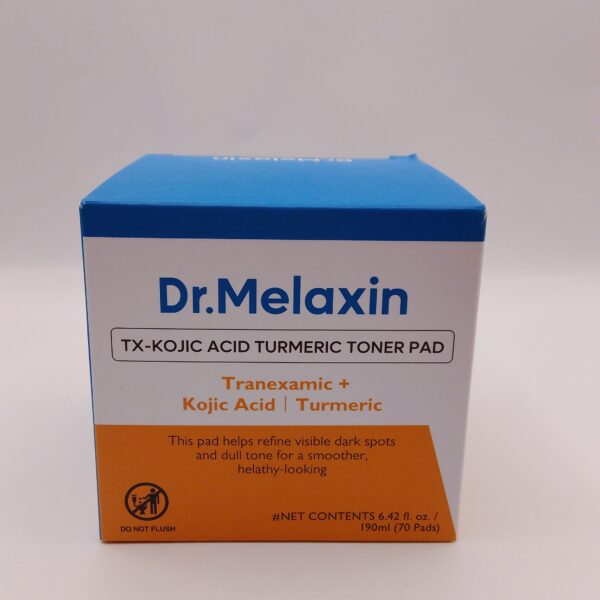 Dr.Melaxin
Dr.Melaxin
TX-KOJIC ACID TURMERIC TONER PAD
Tranexamic +
Kojic Acid | Turmeric
This pad helps refine visible dark spots
and dull tone for a smoother,
helathy-looking
DO NOT FLUSH
#NET CONTENTS 6.42 fl. oz. /
190ml (70 Pads)